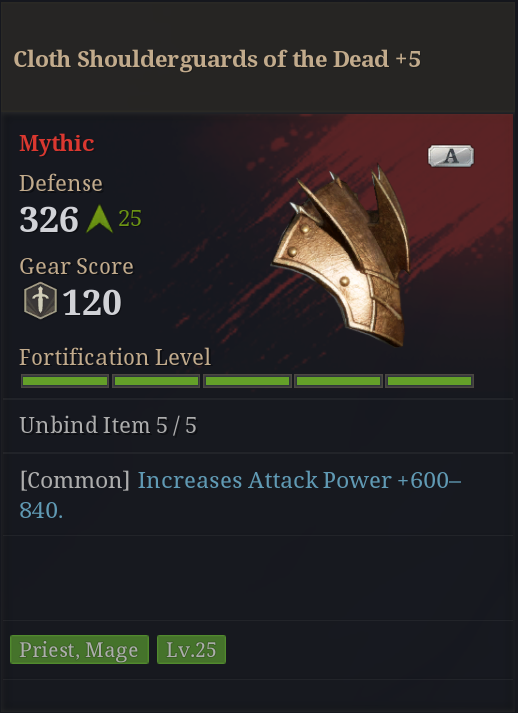 Cloth Shoulderguards of the Dead +5
Mythic
A
Defense
326 25
Gear Score
120
Fortification Level
Unbind Item 5 / 5
[Common] Increases Attack Power +600–
840.
Priest, Mage Lv.25